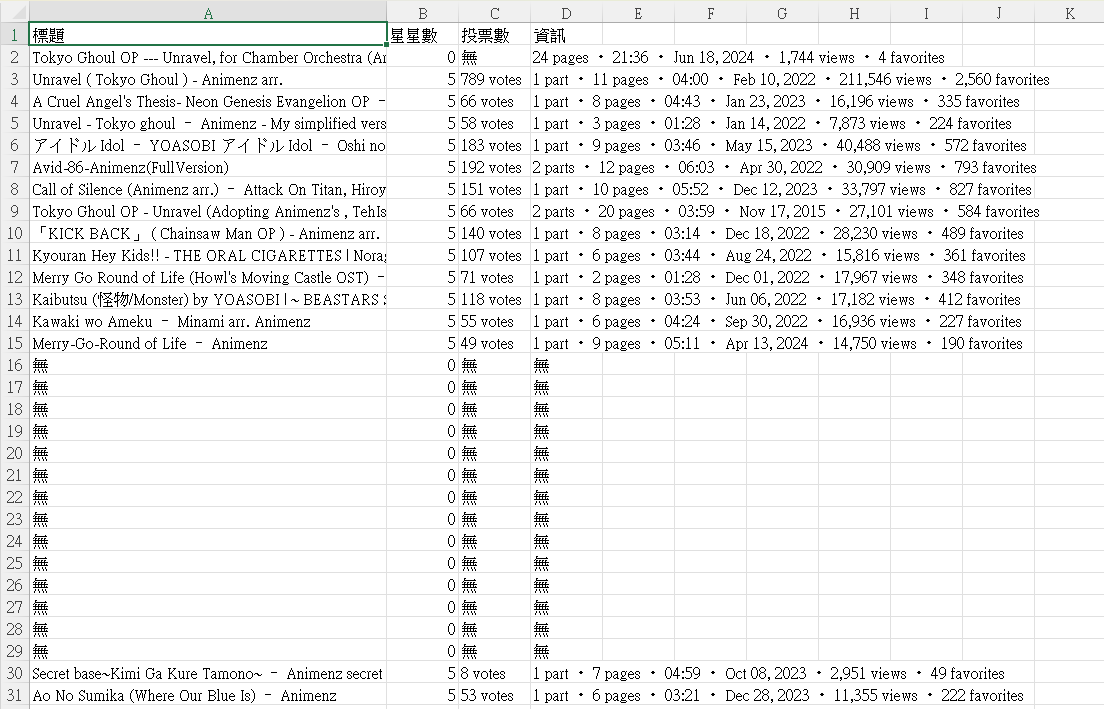 A B C D E F G H I J K
1 標題 星星數 投票數 資訊
2 Tokyo Ghoul OP --- Unravel, for Chamber Orchestra (Ar 0 無 24 pages • 21:36 • Jun 18, 2024 • 1,744 views • 4 favorites
3 Unravel ( Tokyo Ghoul ) - Animenz arr. 5 789 votes 1 part • 11 pages • 04:00 • Feb 10, 2022 • 211,546 views • 2,560 favorites
4 A Cruel Angel's Thesis- Neon Genesis Evangelion OP – 5 66 votes 1 part • 8 pages • 04:43 • Jan 23, 2023 • 16,196 views • 335 favorites
5 Unravel - Tokyo ghoul – Animenz - My simplified vers 5 58 votes 1 part • 3 pages • 01:28 • Jan 14, 2022 • 7,873 views • 224 favorites
6 アイドル Idol – YOASOBI アイドル Idol – Oshi no 5 183 votes 1 part • 9 pages • 03:46 • May 15, 2023 • 40,488 views • 572 favorites
7 Avid-86-Animenz(FullVersion) 5 192 votes 2 parts • 12 pages • 06:03 • Apr 30, 2022 • 30,909 views • 793 favorites
8 Call of Silence (Animenz arr.) – Attack On Titan, Hiroy 5 151 votes 1 part • 10 pages • 05:52 • Dec 12, 2023 • 33,797 views • 827 favorites
9 Tokyo Ghoul OP - Unravel (Adopting Animenz's , TehIs 5 66 votes 2 parts • 20 pages • 03:59 • Nov 17, 2015 • 27,101 views • 584 favorites
10 「KICK BACK」 ( Chainsaw Man OP ) - Animenz arr. 5 140 votes 1 part • 8 pages • 03:14 • Dec 18, 2022 • 28,230 views • 489 favorites
11 Kyouran Hey Kids!! - THE ORAL CIGARETTES | Norag 5 107 votes 1 part • 6 pages • 03:44 • Aug 24, 2022 • 15,816 views • 361 favorites
12 Merry Go Round of Life (Howl's Moving Castle OST) – 5 71 votes 1 part • 2 pages • 01:28 • Dec 01, 2022 • 17,967 views • 348 favorites
13 Kaibutsu (怪物/Monster) by YOASOBI | ~ BEASTARS S 5 118 votes 1 part • 8 pages • 03:53 • Jun 06, 2022 • 17,182 views • 412 favorites
14 Kawaki wo Ameku – Minami arr. Animenz 5 55 votes 1 part • 6 pages • 04:24 • Sep 30, 2022 • 16,936 views • 227 favorites
15 Merry-Go-Round of Life – Animenz 5 49 votes 1 part • 9 pages • 05:11 • Apr 13, 2024 • 14,750 views • 190 favorites
16 無 0 無 無
17 無 0 無 無
18 無 0 無 無
19 無 0 無 無
20 無 0 無 無
21 無 0 無 無
22 無 0 無 無
23 無 0 無 無
24 無 0 無 無
25 無 0 無 無
26 無 0 無 無
27 無 0 無 無
28 無 0 無 無
29 無 0 無 無
30 Secret base~Kimi Ga Kure Tamono~ – Animenz secret 5 8 votes 1 part • 7 pages • 04:59 • Oct 08, 2023 • 2,951 views • 49 favorites
31 Ao No Sumika (Where Our Blue Is) – Animenz 5 53 votes 1 part • 6 pages • 03:21 • Dec 28, 2023 • 11,355 views • 222 favorites